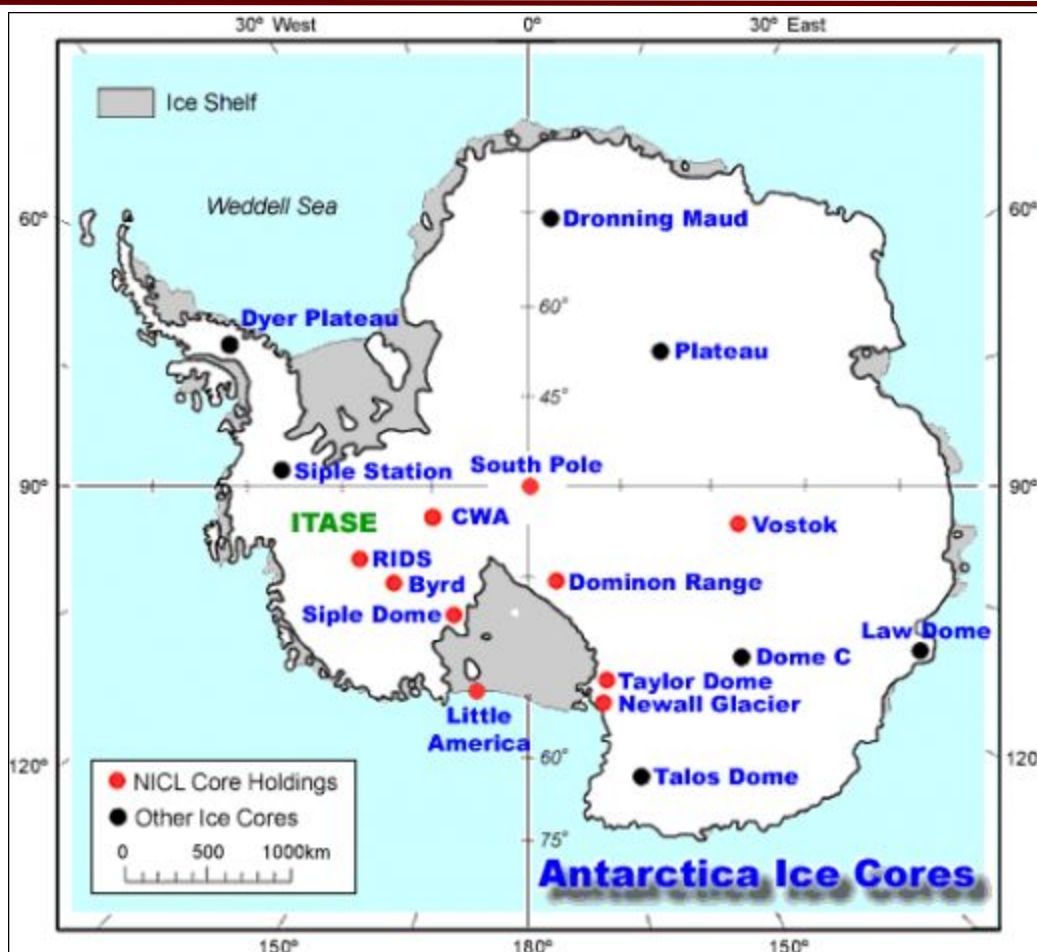 30° West 0° 30° East
Ice Shelf
Weddell Sea
60° 60°
Dronning Maud
60°
Dyer Plateau
Plateau
45°
South Pole
Siple Station
90° 90°
ITASE
CWA
Vostok
RIDS
Byrd
Dominon Range
Siple Dome
Law Dome
Dome C
Taylor Dome
Newall Glacier
Little
America
60°
120° 120°
Talos Dome
NICL Core Holdings
Other Ice Cores
0 500 1000km
75°
Antarctica Ice Cores
150° 180° 150°